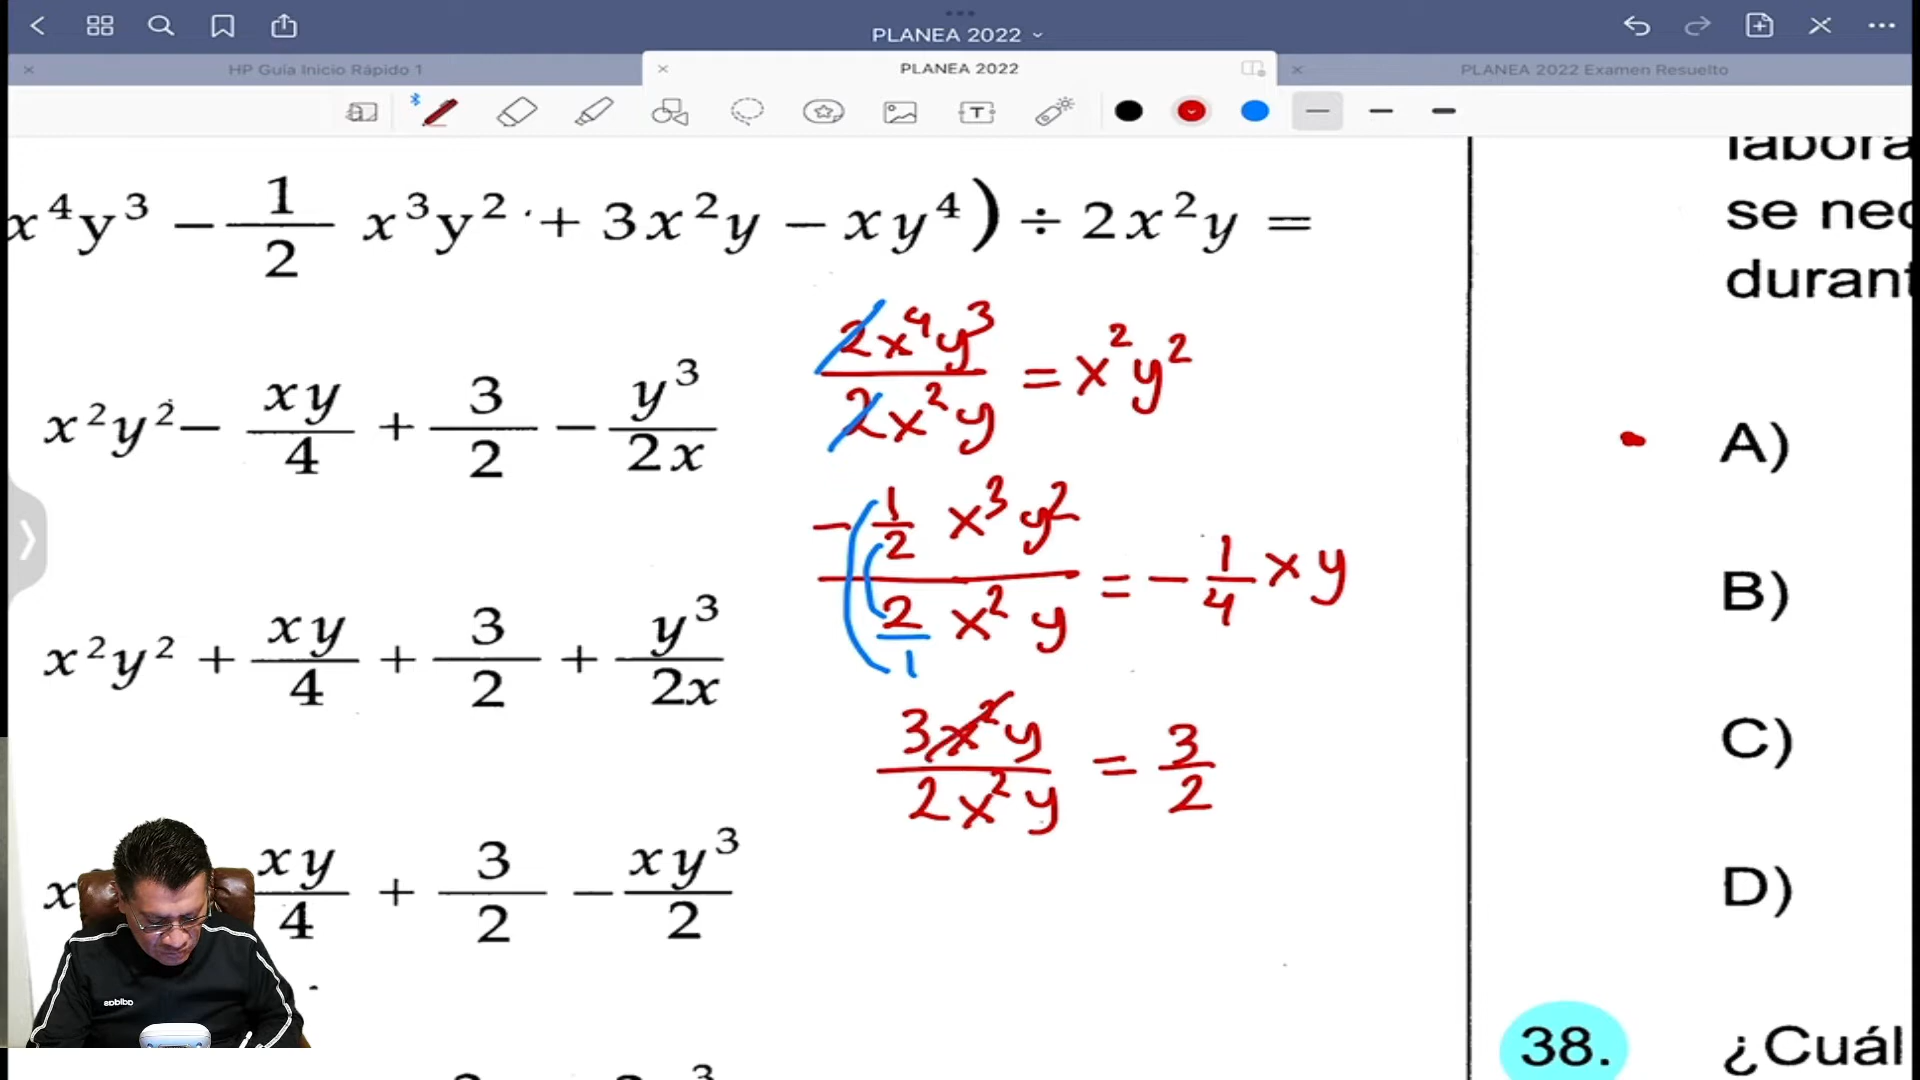 PLANEA 2022
HP Guía Inicio Rápido 1
PLANEA 2022
PLANEA 2022 Examen Resuelto
x⁴y³ − 1/2 x³y² + 3x²y − xy⁴) ÷ 2x²y =
x²y² − xy/4 + 3/2 − y³/2x
x²y² + xy/4 + 3/2 + y³/2x
x xy/4 + 3/2 − xy³/2
2x⁴y³/2x²y = x²y²
−1/2 x³y² / 2/1 x²y = −1/4 xy
3x²y/2x²y = 3/2
se nec
durant
A)
B)
C)
D)
38. ¿Cuál
adidas